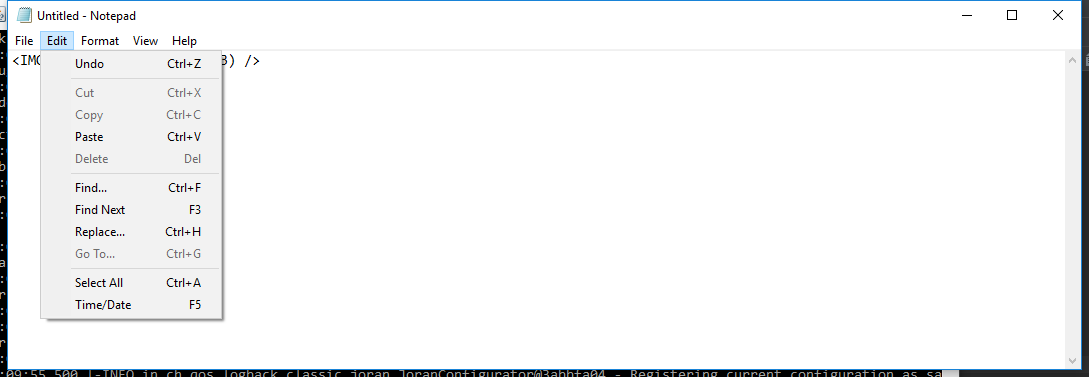 Untitled - Notepad
File Edit Format View Help
<IMG 3) />
Undo Ctrl+Z
Cut Ctrl+X
Copy Ctrl+C
Paste Ctrl+V
Delete Del
Find... Ctrl+F
Find Next F3
Replace... Ctrl+H
Go To... Ctrl+G
Select All Ctrl+A
Time/Date F5
:09:55,500 |-INFO in ch.qos.logback.classic.joran.JoranConfigurator@3abbfa04 - Registering current configuration as sa